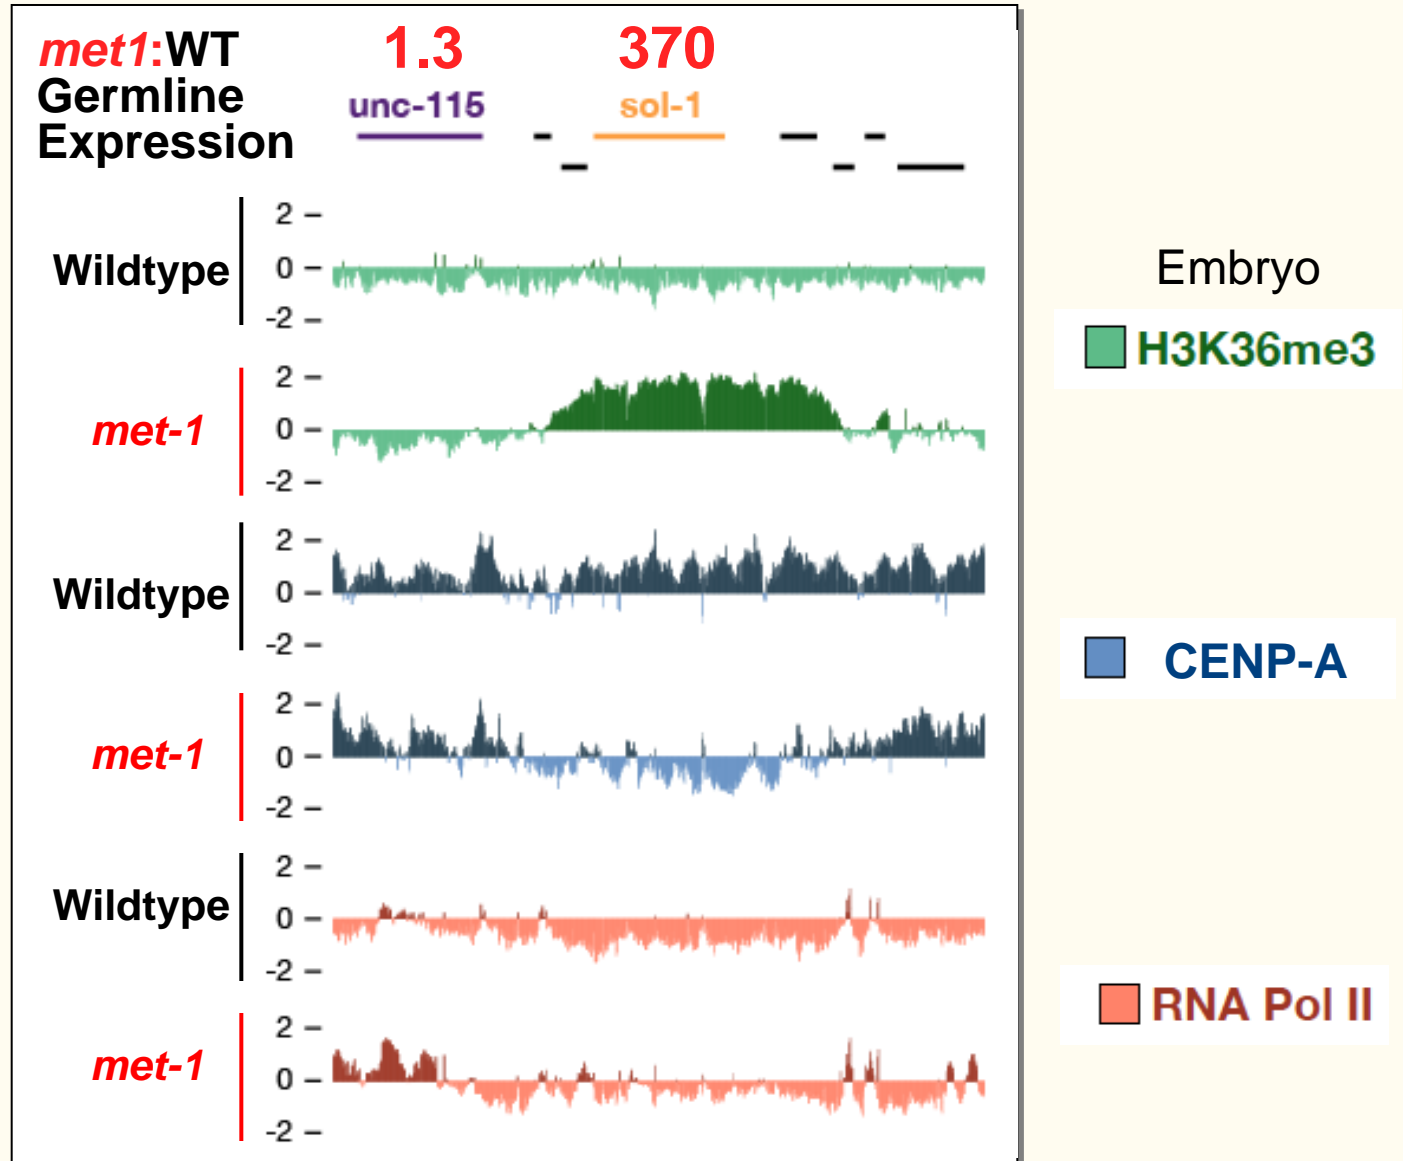 met1:WT 1.3 370
Germline unc-115 sol-1
Expression
2
Wildtype 0
-2
2
met-1 0
-2
2
Wildtype 0
-2
2
met-1 0
-2
2
Wildtype 0
-2
2
met-1 0
-2
Embryo
H3K36me3
CENP-A
RNA Pol II